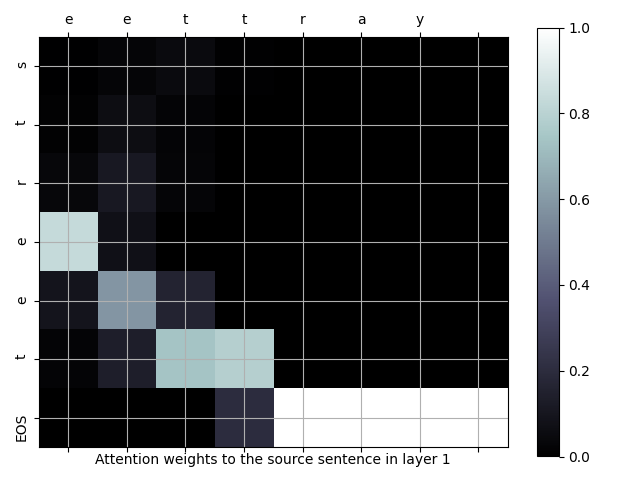 e e t t r a y
s
t
r
e
e
t
EOS
1.0
0.8
0.6
0.4
0.2
0.0
Attention weights to the source sentence in layer 1